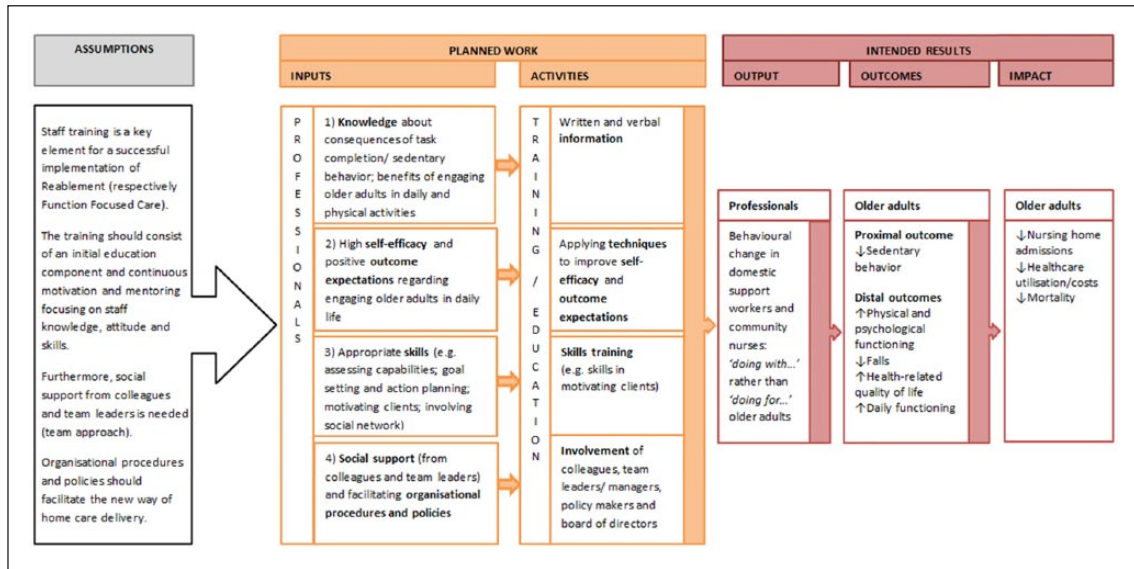 ASSUMPTIONS
Staff training is a key
element for a successful
implementation of
Reablement (respectively
Function Focused Care).
The training should consist
of an initial education
component and continuous
motivation and mentoring
focusing on staff
knowledge, attitude and
skills.
Furthermore, social
support from colleagues
and team leaders is needed
(team approach).
Organisational procedures
and policies should
facilitate the new way of
home care delivery.
PLANNED WORK
INPUTS
PROFESSIONALS
1) Knowledge about
consequences of task
completion/ sedentary
behavior; benefits of engaging
older adults in daily and
physical activities
2) High self-efficacy and
positive outcome
expectations regarding
engaging older adults in daily
life
3) Appropriate skills (e.g.
assessing capabilities; goal
setting and action planning;
motivating clients; involving
social network)
4) Social support (from
colleagues and team leaders)
and facilitating organisational
procedures and policies
ACTIVITIES
TRAINING / EDUCATION
Written and verbal
information
Applying techniques
to improve self-
efficacy and
outcome
expectations
Skills training
(e.g. skills in
motivating clients)
Involvement of
colleagues, team
leaders/ managers,
policy makers and
board of directors
INTENDED RESULTS
OUTPUT
Professionals
Behavioural
change in
domestic
support
workers and
community
nurses:
‘doing with...’
rather than
‘doing for...’
older adults
OUTCOMES
Older adults
Proximal outcome
↓Sedentary
behavior
Distal outcomes
↑Physical and
psychological
functioning
↓Falls
↑Health-related
quality of life
↑Daily functioning
IMPACT
Older adults
↓Nursing home
admissions
↓Healthcare
utilisation/costs
↓Mortality